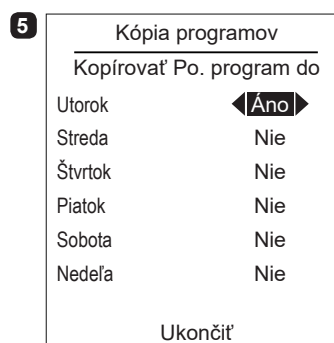 5
Kópia programov
Kopírovať Po. program do
Utorok Áno
Streda Nie
Štvrtok Nie
Piatok Nie
Sobota Nie
Nedeľa Nie
Ukončiť